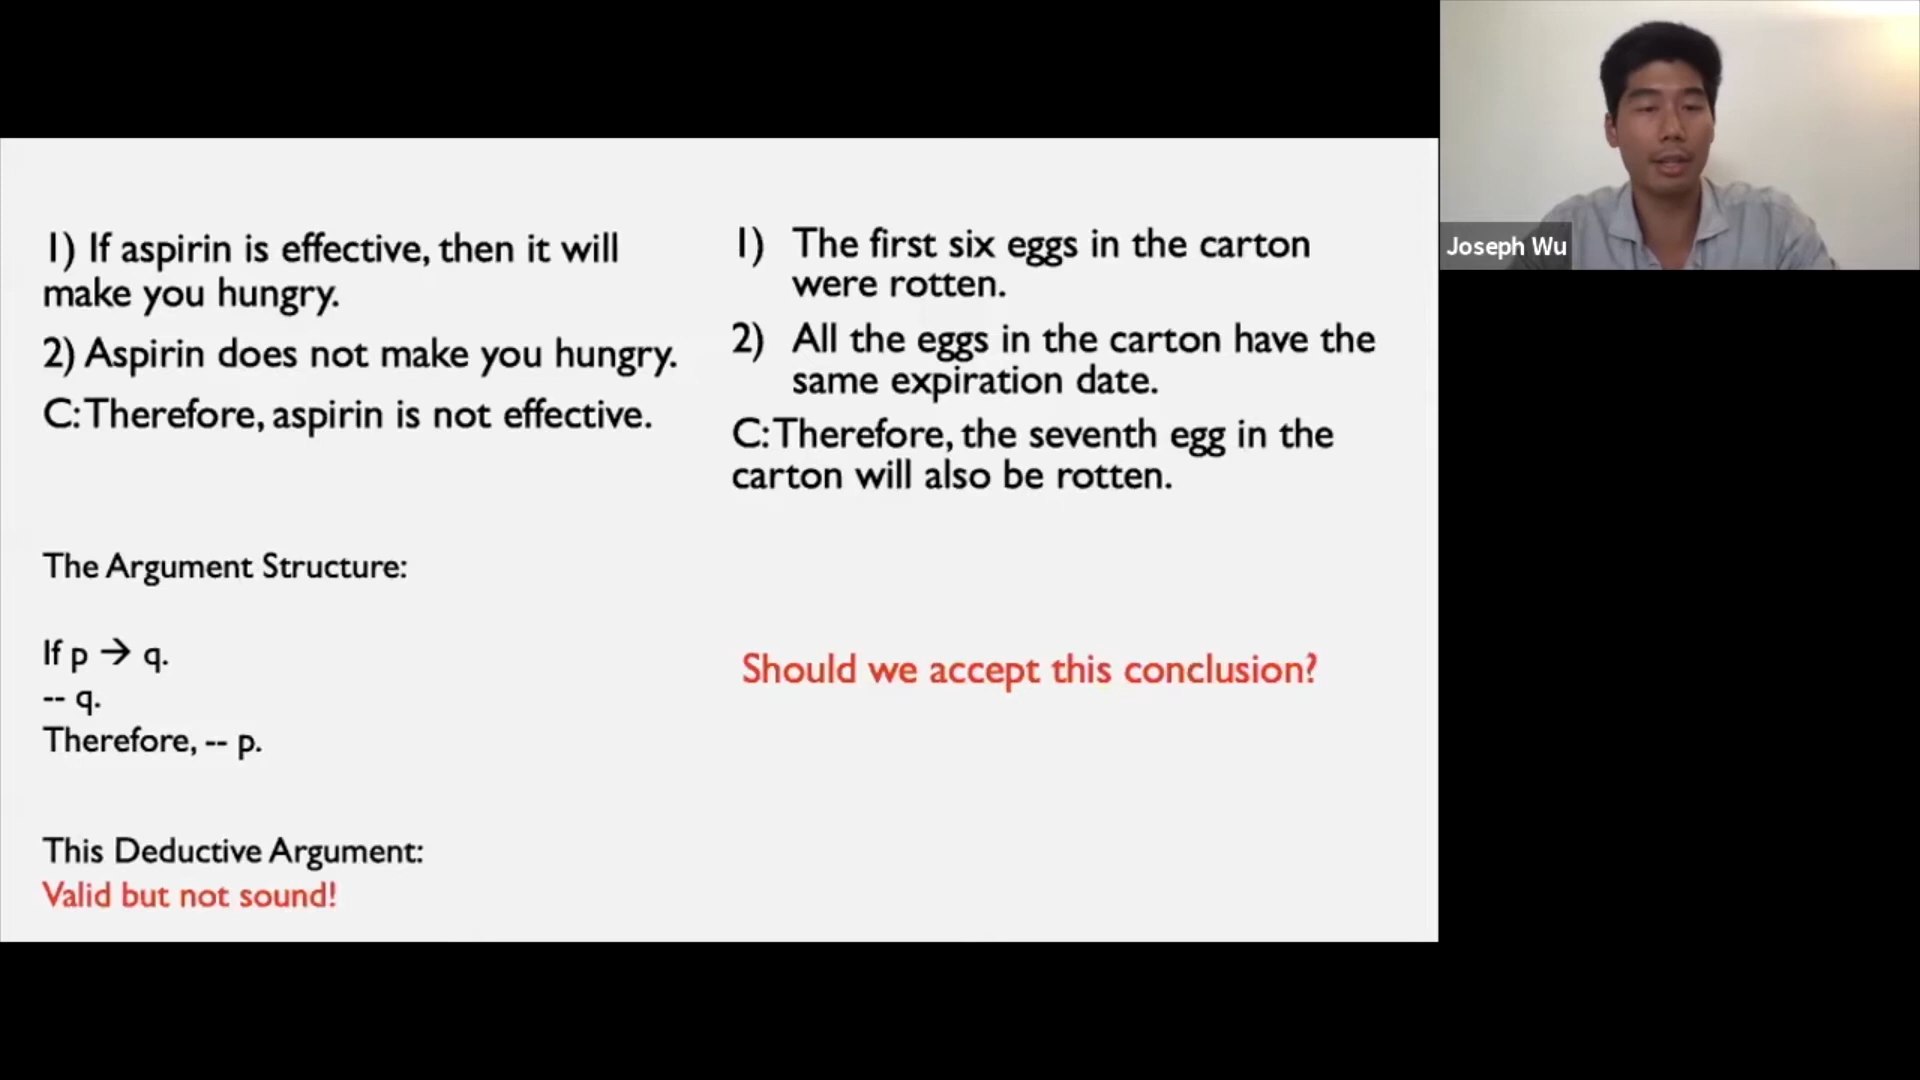 1) If aspirin is effective, then it will
make you hungry.
2) Aspirin does not make you hungry.
C: Therefore, aspirin is not effective.
The Argument Structure:
If p → q.
-- q.
Therefore, -- p.
This Deductive Argument:
Valid but not sound!
1) The first six eggs in the carton
were rotten.
2) All the eggs in the carton have the
same expiration date.
C: Therefore, the seventh egg in the
carton will also be rotten.
Should we accept this conclusion?
Joseph Wu